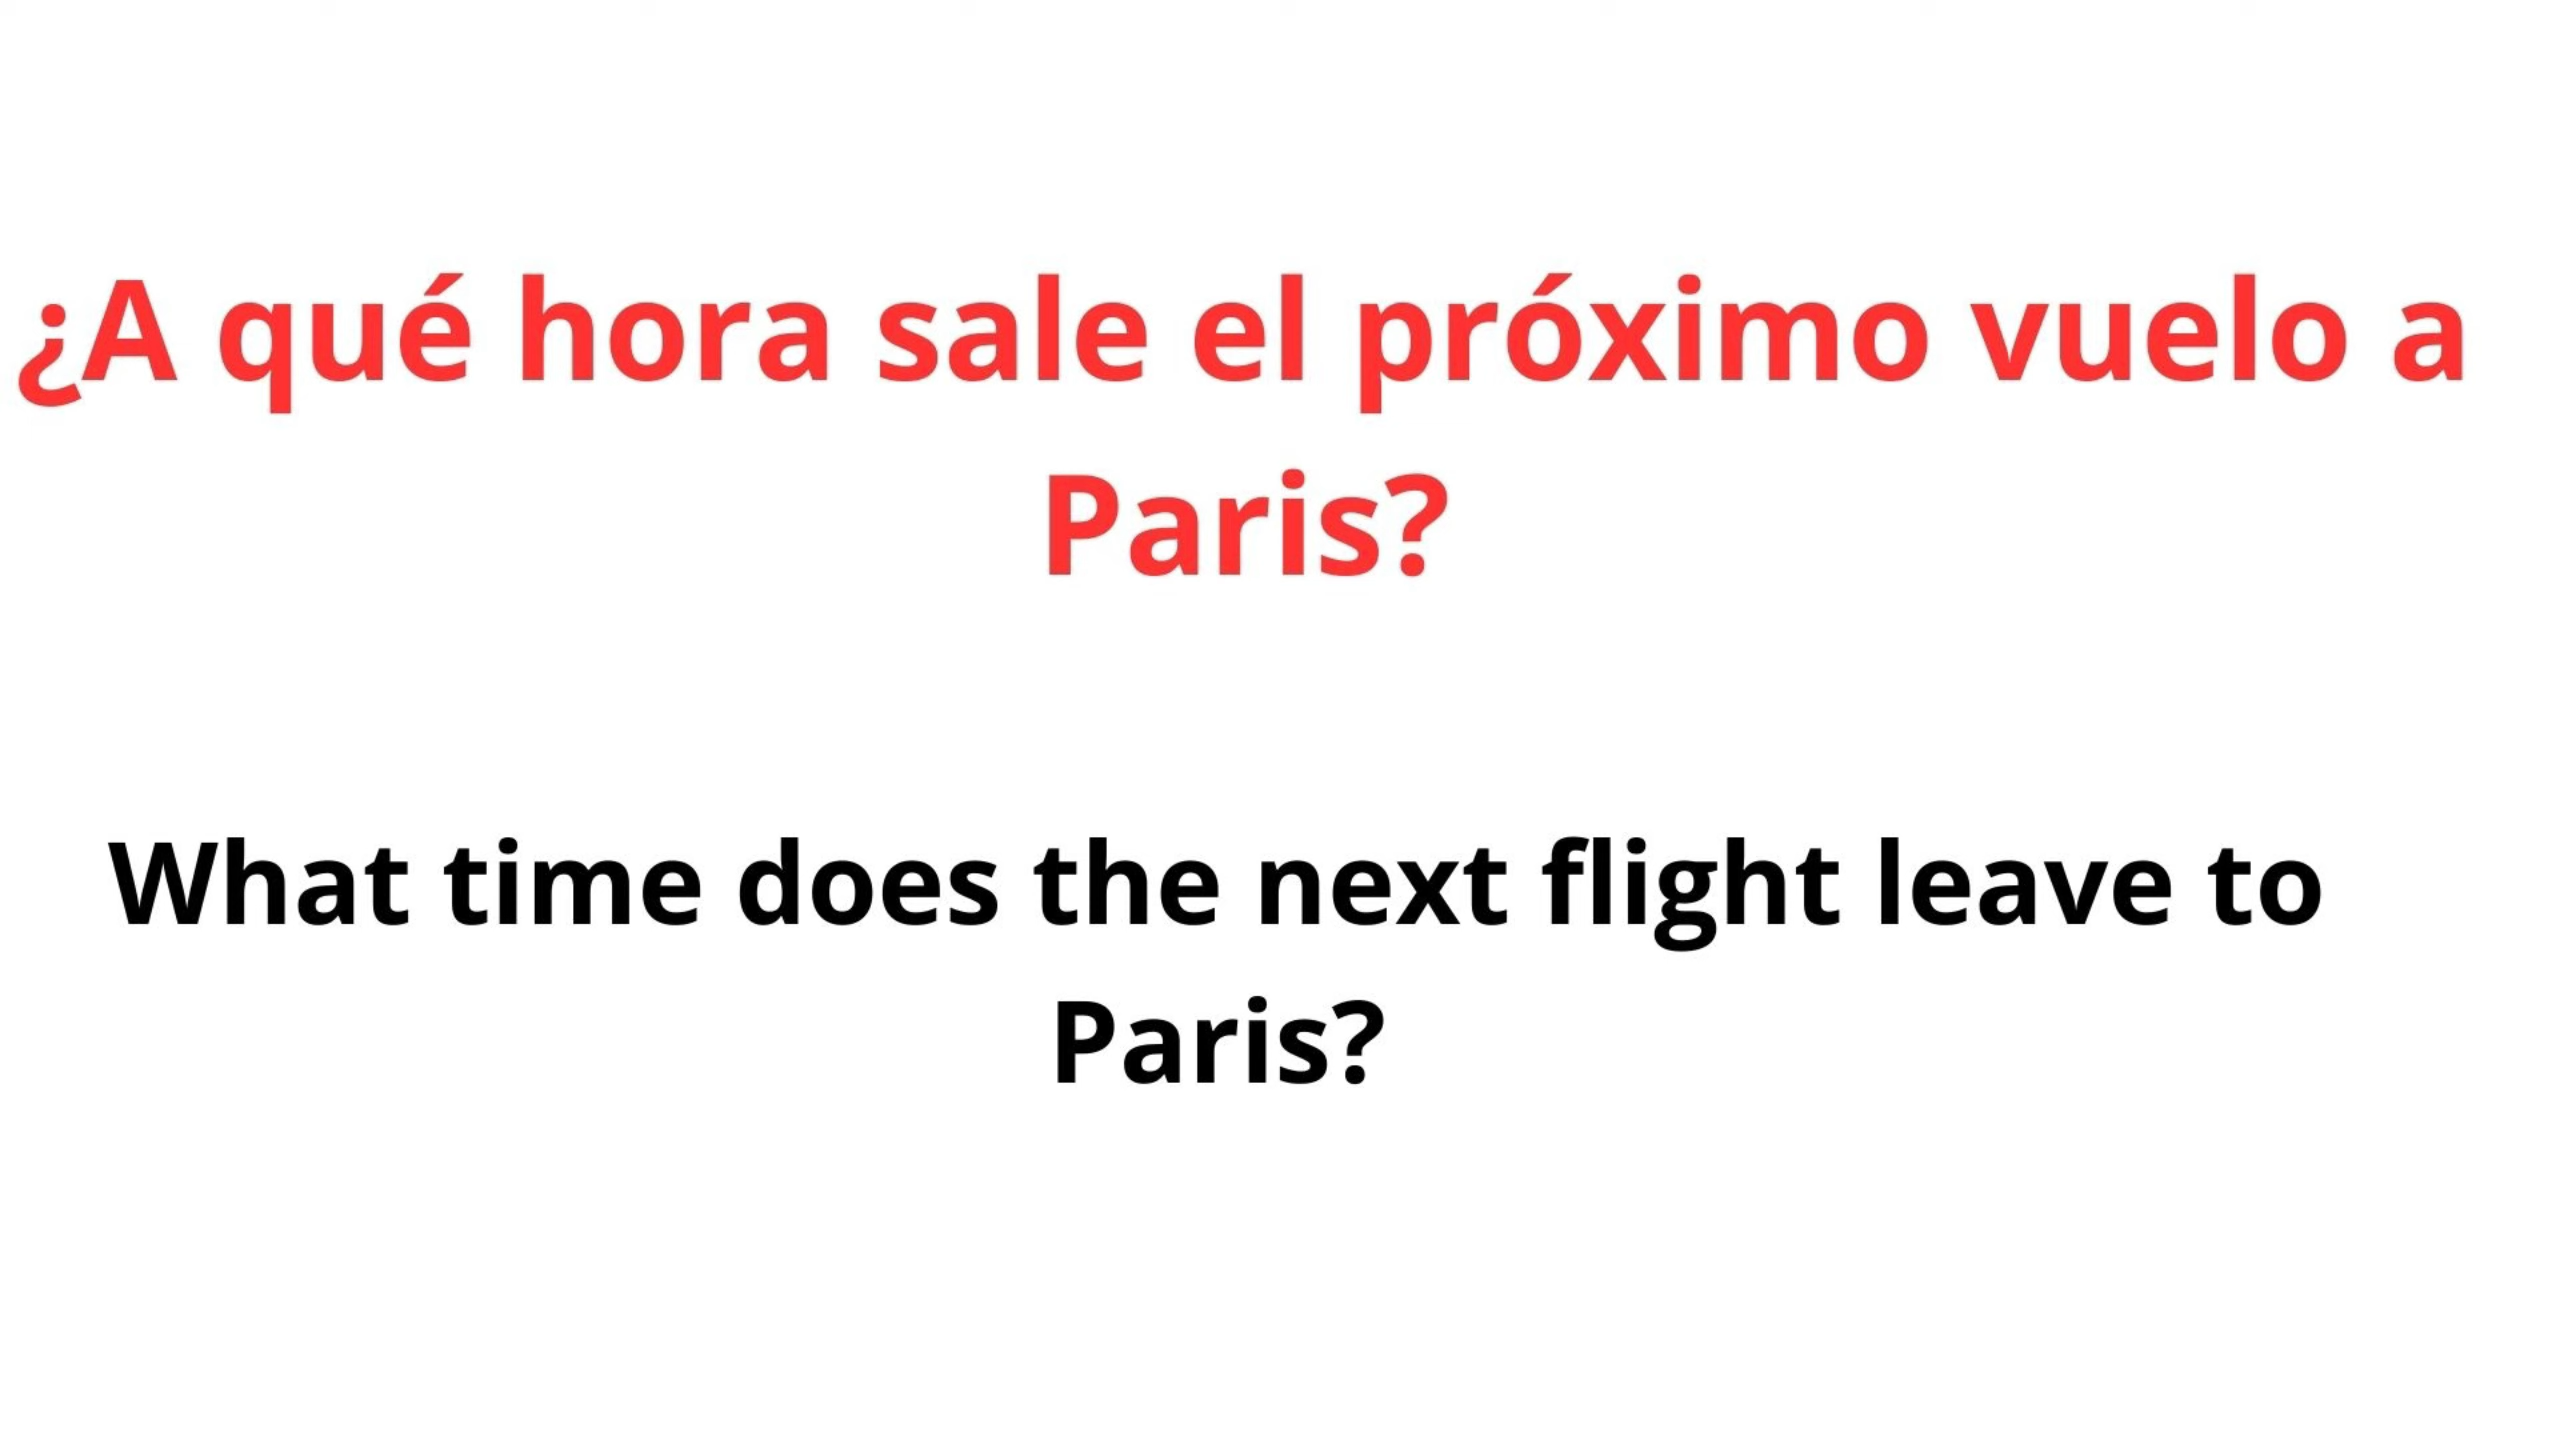 ¿A qué hora sale el próximo vuelo a
Paris?
What time does the next flight leave to
Paris?